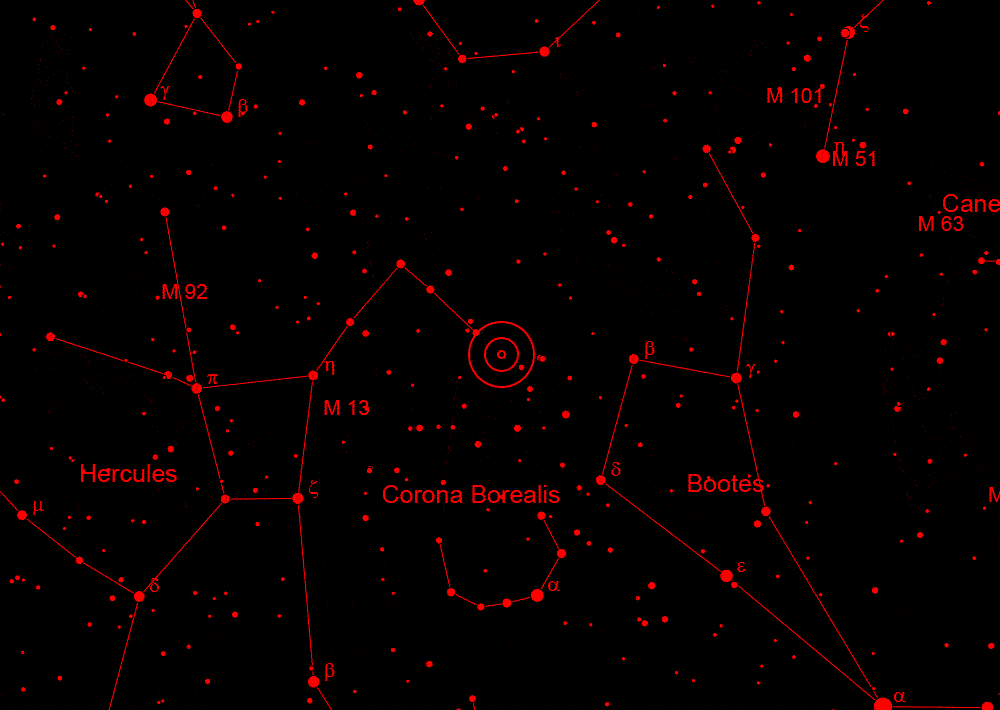 ι
ζ
γ
β
M 101
η
M 51
Cane
M 63
M 92
β
η
π
γ
M 13
Hercules
δ
ζ
Corona Borealis
Bootes
M
μ
ε
δ
α
β
α